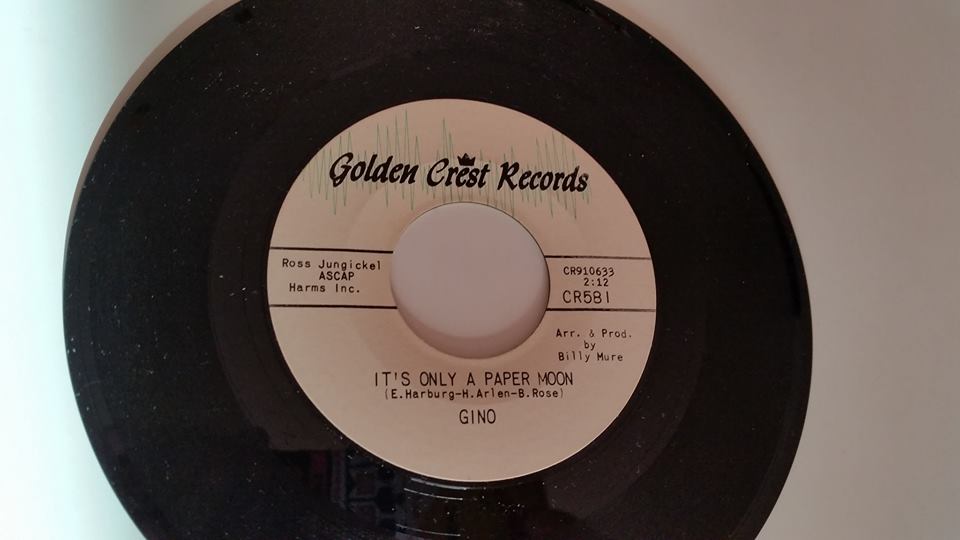 Golden Crest Records
Ross Jungickel
ASCAP
Harms Inc.
CR910633
2:12
CR581
Arr. & Prod.
by
Billy Mure
IT'S ONLY A PAPER MOON
(E.Harburg-H.Arlen-B.Rose)
GINO